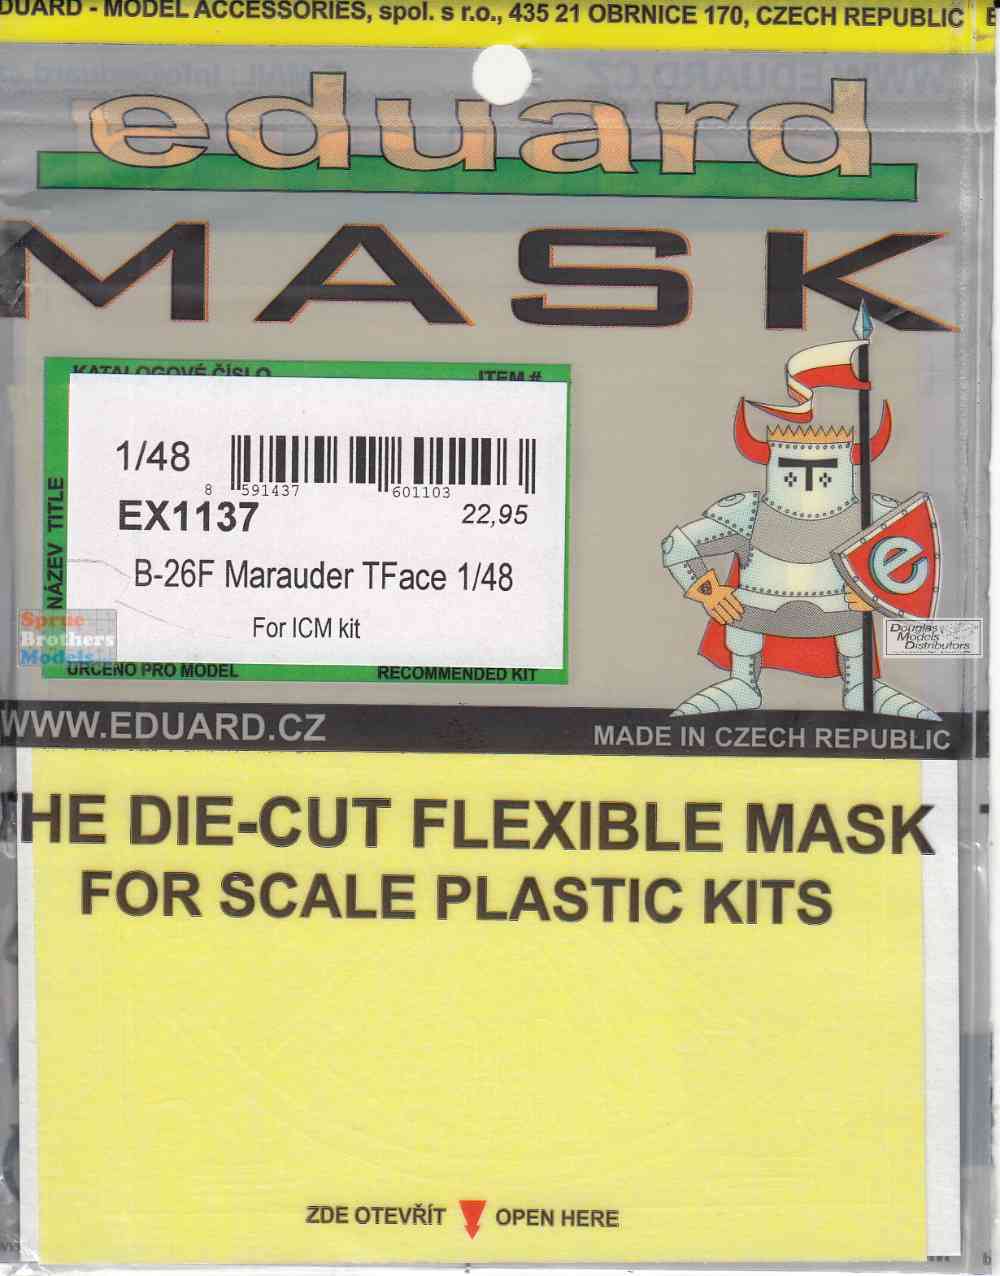 DUARD - MODEL ACCESSORIES, spol. s r.o., 435 21 OBRNICE 170, CZECH REPUBLIC
WWW.EDUARD.CZ
eduard
MASK
KATALOGOVÉ ČÍSLO ITEM #
NÁZEV TITLE
1/48
8 591437 601103
EX1137 22,95
B-26F Marauder TFace 1/48
For ICM kit
URČENO PRO MODEL RECOMMENDED KIT
e
Sprue
Brothers
Models
Douglas
Models
Distributors
WWW.EDUARD.CZ MADE IN CZECH REPUBLIC
HE DIE-CUT FLEXIBLE MASK
FOR SCALE PLASTIC KITS
ZDE OTEVŘÍT OPEN HERE